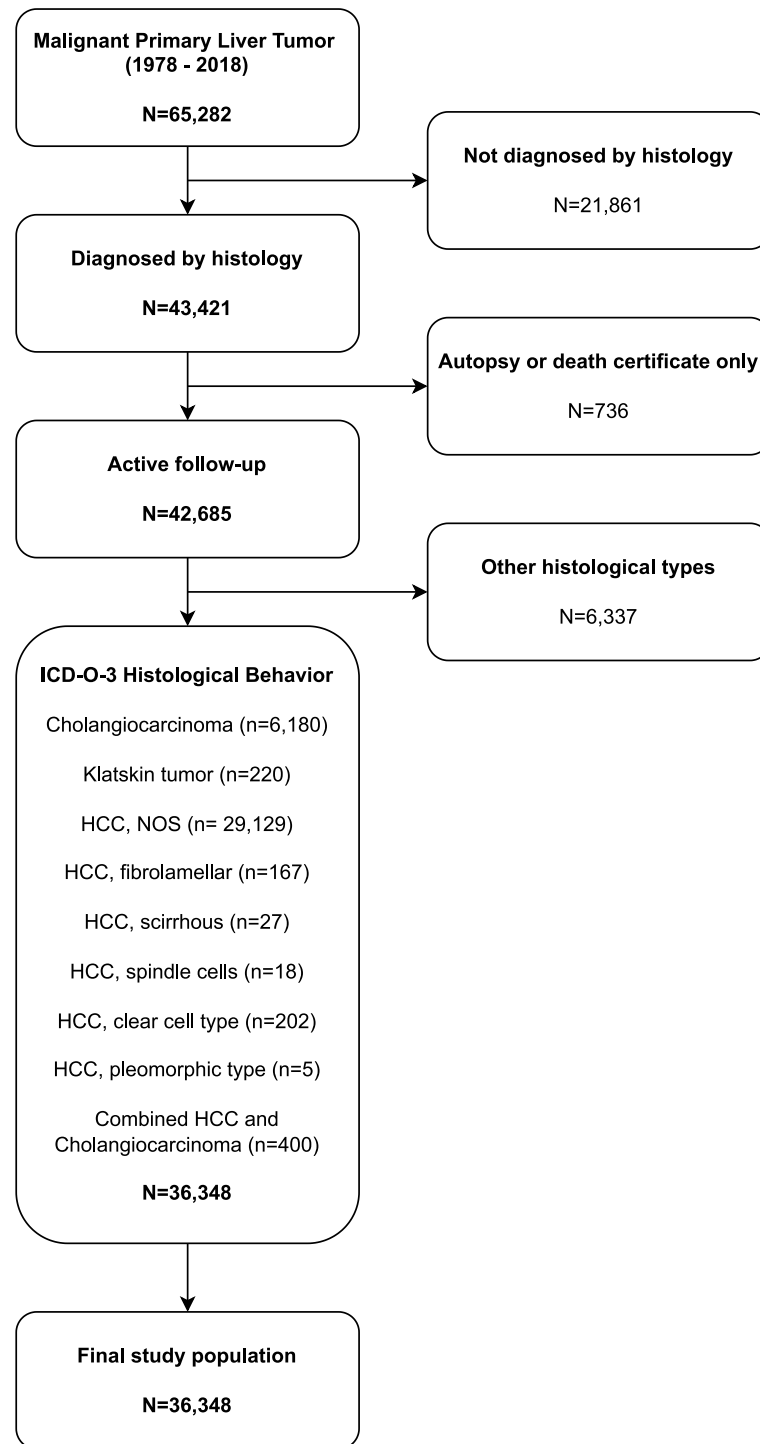 Malignant Primary Liver Tumor
(1978 - 2018)
N=65,282
Not diagnosed by histology
N=21,861
Diagnosed by histology
N=43,421
Autopsy or death certificate only
N=736
Active follow-up
N=42,685
Other histological types
N=6,337
ICD-O-3 Histological Behavior
Cholangiocarcinoma (n=6,180)
Klatskin tumor (n=220)
HCC, NOS (n= 29,129)
HCC, fibrolamellar (n=167)
HCC, scirrhous (n=27)
HCC, spindle cells (n=18)
HCC, clear cell type (n=202)
HCC, pleomorphic type (n=5)
Combined HCC and
Cholangiocarcinoma (n=400)
N=36,348
Final study population
N=36,348